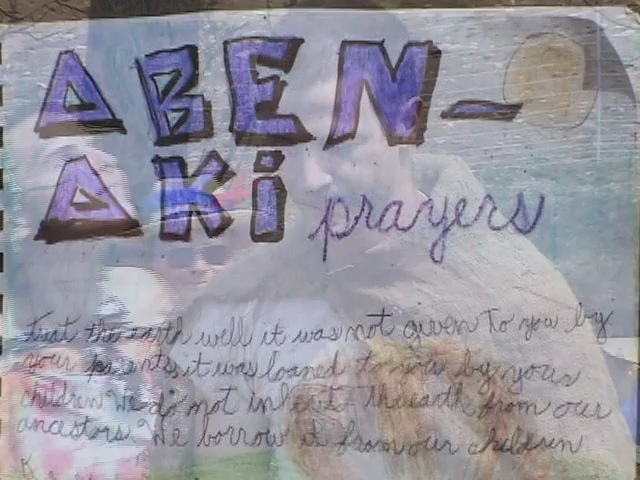 ABEN-
AKi prayers
Treat the earth well it was not given to you by
your parents, it was loaned to you by your
children We do not inherit the earth from our
ancestors. We borrow it from our children